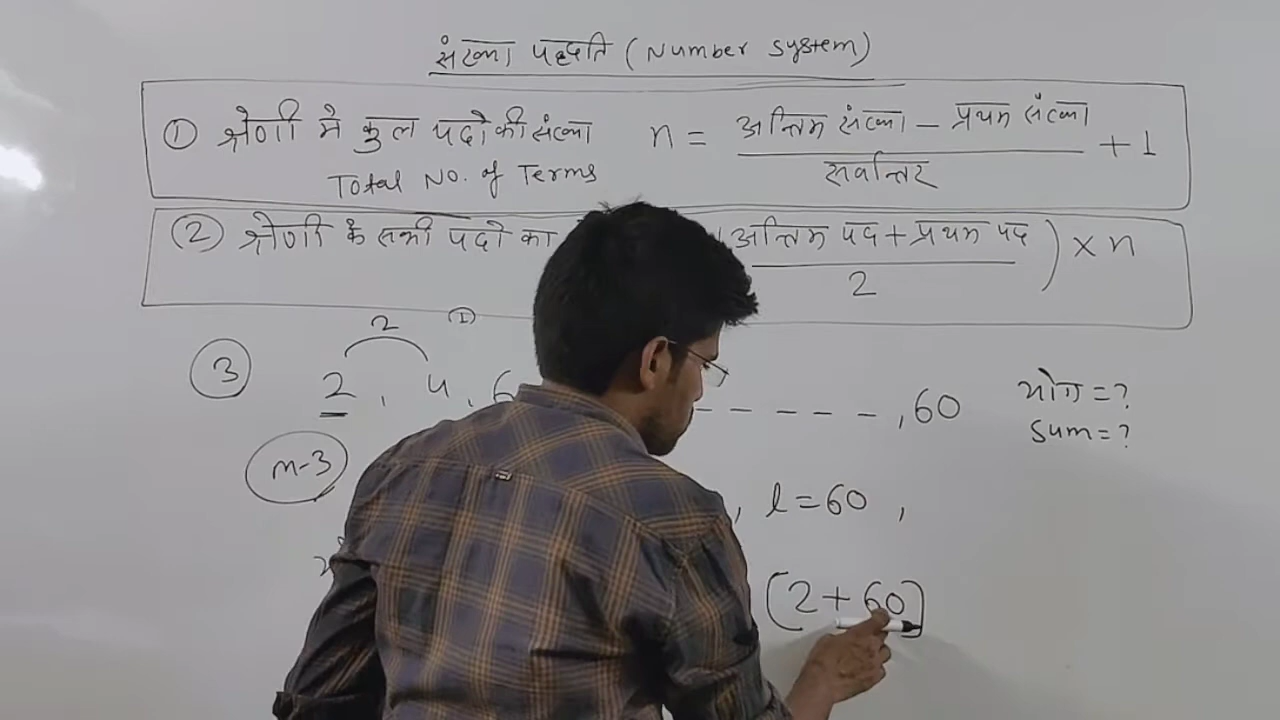 संख्या पद्धति (Number system)
① श्रेणी मे कुल पदो की संख्या n = अन्तिम संख्या – प्रथम संख्या + 1
सर्वान्तर
Total No. of Terms
② श्रेणी के सभी पदो का (अन्तिम पद + प्रथम पद) × n
2
2 (I)
③ 2, 4, 6 – – – – – –, 60 योग = ?
sum = ?
m-3
, l = 60 ,
[2 + 60]